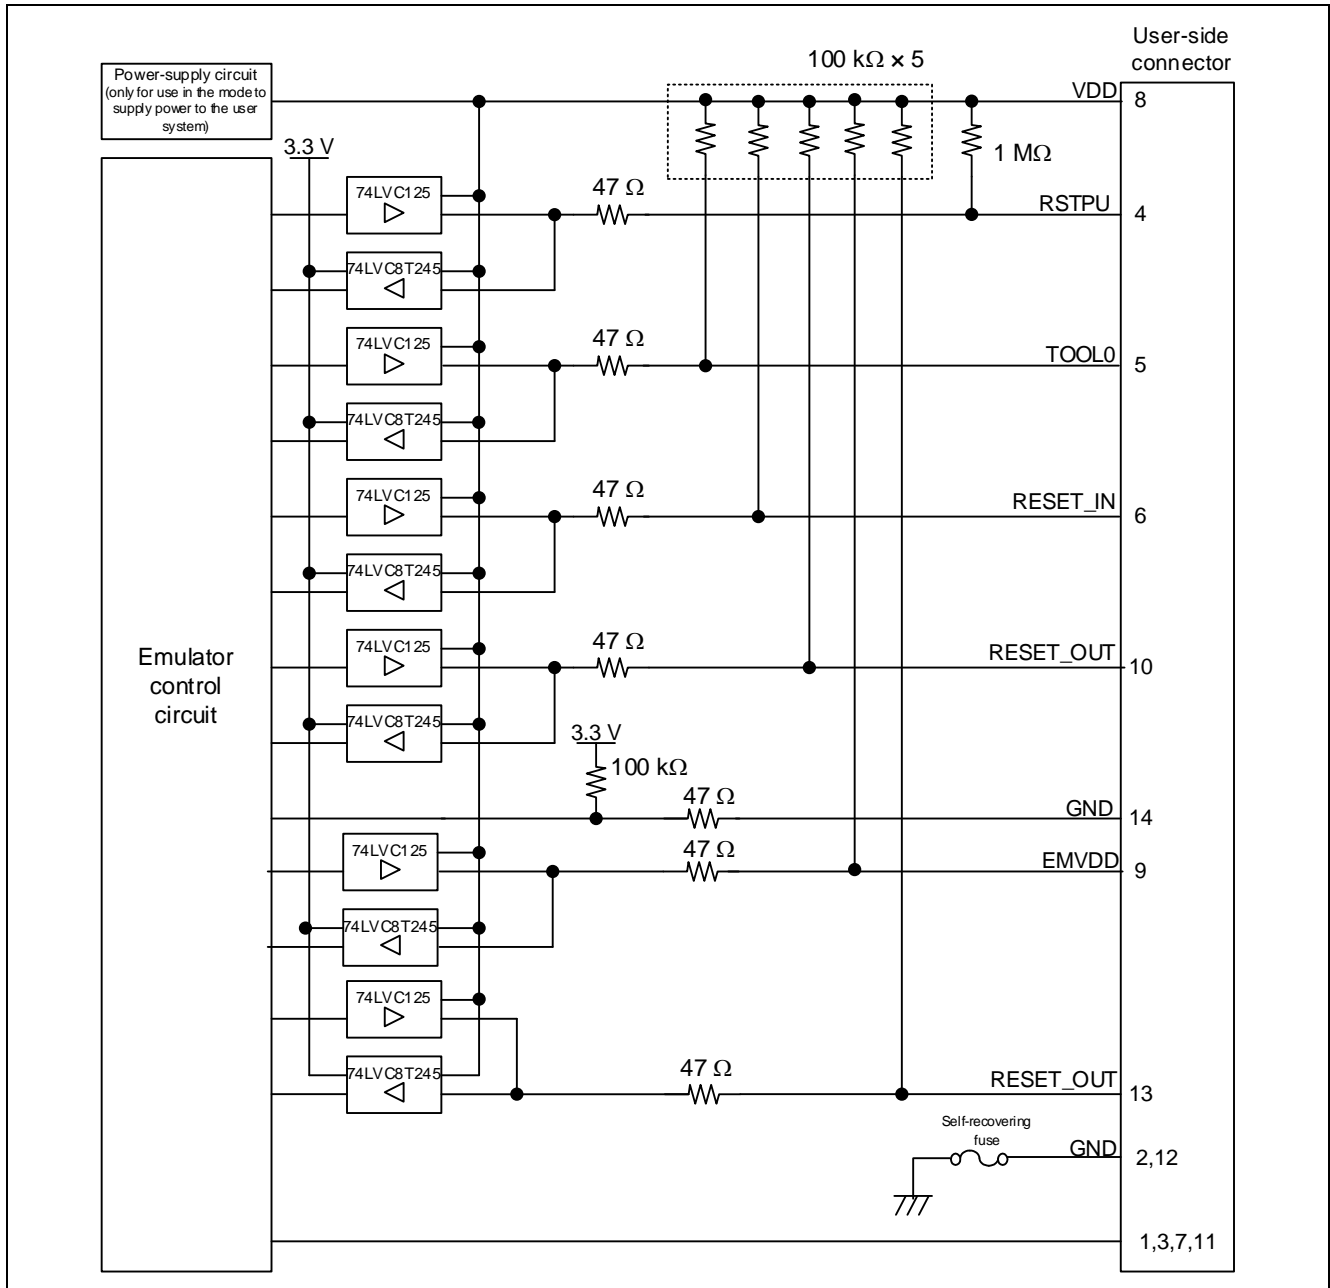 User-side
connector
100 kΩ × 5
Power-supply circuit
(only for use in the mode to
supply power to the user
system)
VDD
8
3.3 V
1 MΩ
74LVC125
47 Ω
RSTPU
4
74LVC8T245
74LVC125
47 Ω
TOOL0
5
74LVC8T245
74LVC125
47 Ω
RESET_IN
6
74LVC8T245
74LVC125
47 Ω
RESET_OUT
10
Emulator
control
circuit
74LVC8T245
3.3 V
100 kΩ
47 Ω
GND
14
74LVC125
47 Ω
EMVDD
9
74LVC8T245
74LVC125
74LVC8T245
47 Ω
RESET_OUT
13
Self-recovering
fuse
GND
2,12
1,3,7,11